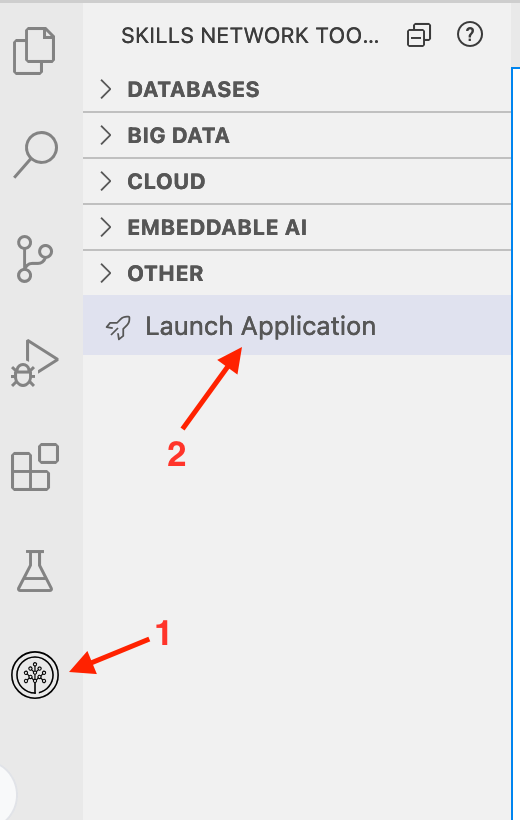 SKILLS NETWORK TOO...
DATABASES
BIG DATA
CLOUD
EMBEDDABLE AI
OTHER
Launch Application
2
1